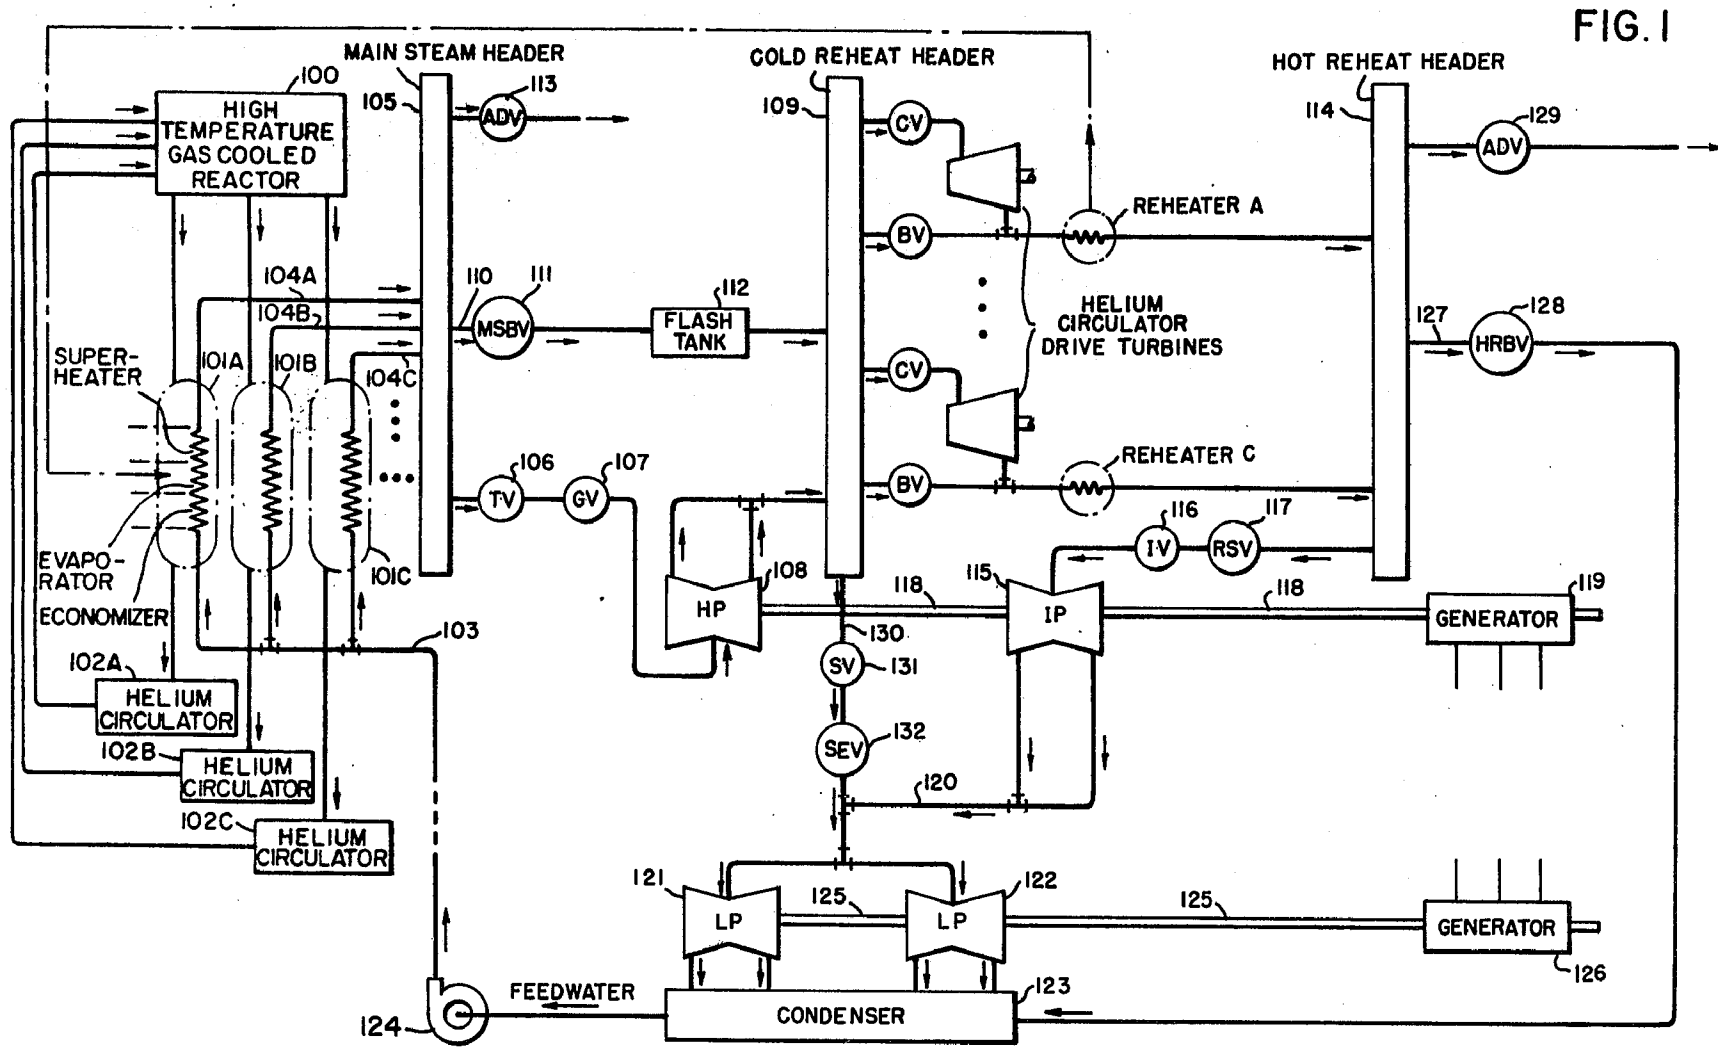 FIG. 1
MAIN STEAM HEADER
COLD REHEAT HEADER
HOT REHEAT HEADER
100
105
113
109
114
129
HIGH
TEMPERATURE
GAS COOLED
REACTOR
ADV
CV
ADV
REHEATER A
BV
104A
110
111
112
104B
MSBV
FLASH
TANK
HELIUM
CIRCULATOR
DRIVE TURBINES
127
128
HRBV
SUPER-
HEATER
101A
101B
104C
CV
106
107
TV
GV
BV
REHEATER C
116
117
IV
RSV
EVAPO-
RATOR
ECONOMIZER
101C
108
HP
118
115
IP
118
119
GENERATOR
103
130
SV
131
102A
HELIUM
CIRCULATOR
102B
HELIUM
CIRCULATOR
SEV
132
120
102C
HELIUM
CIRCULATOR
121
LP
125
122
LP
125
GENERATOR
126
FEEDWATER
123
124
CONDENSER